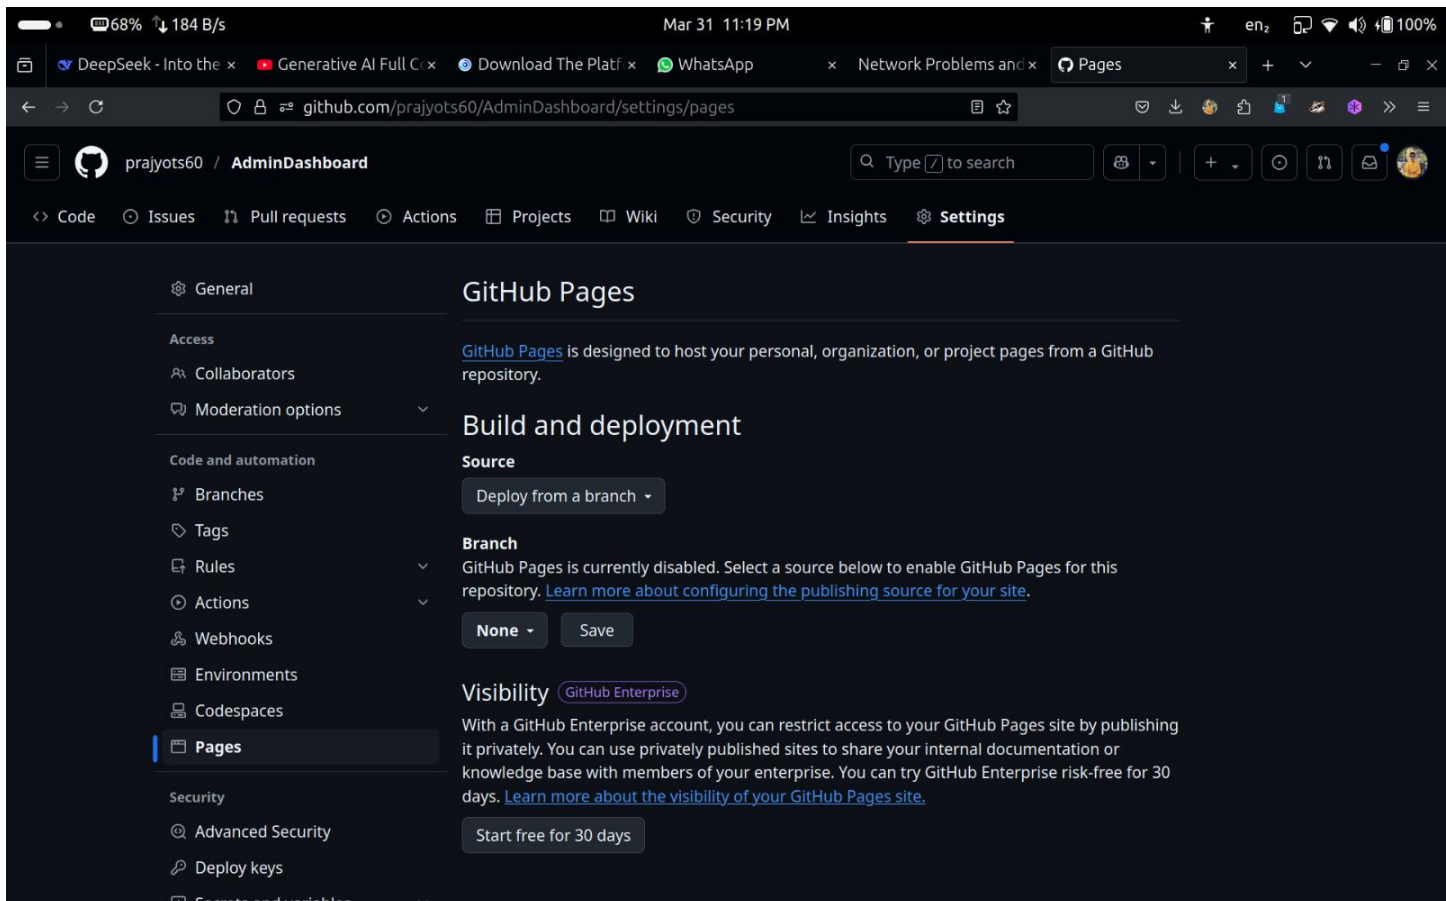 68% 184 B/s Mar 31 11:19 PM en₂ 100%
DeepSeek - Into the Generative AI Full Co Download The Platf WhatsApp Network Problems and Pages
github.com/prajyots60/AdminDashboard/settings/pages 1
prajyots60 / AdminDashboard Type / to search
Code Issues Pull requests Actions Projects Wiki Security Insights Settings
General
Access
Collaborators
Moderation options
Code and automation
Branches
Tags
Rules
Actions
Webhooks
Environments
Codespaces
Pages
Security
Advanced Security
Deploy keys
GitHub Pages
GitHub Pages is designed to host your personal, organization, or project pages from a GitHub
repository.
Build and deployment
Source
Deploy from a branch
Branch
GitHub Pages is currently disabled. Select a source below to enable GitHub Pages for this
repository. Learn more about configuring the publishing source for your site.
None Save
Visibility GitHub Enterprise
With a GitHub Enterprise account, you can restrict access to your GitHub Pages site by publishing
it privately. You can use privately published sites to share your internal documentation or
knowledge base with members of your enterprise. You can try GitHub Enterprise risk-free for 30
days. Learn more about the visibility of your GitHub Pages site.
Start free for 30 days